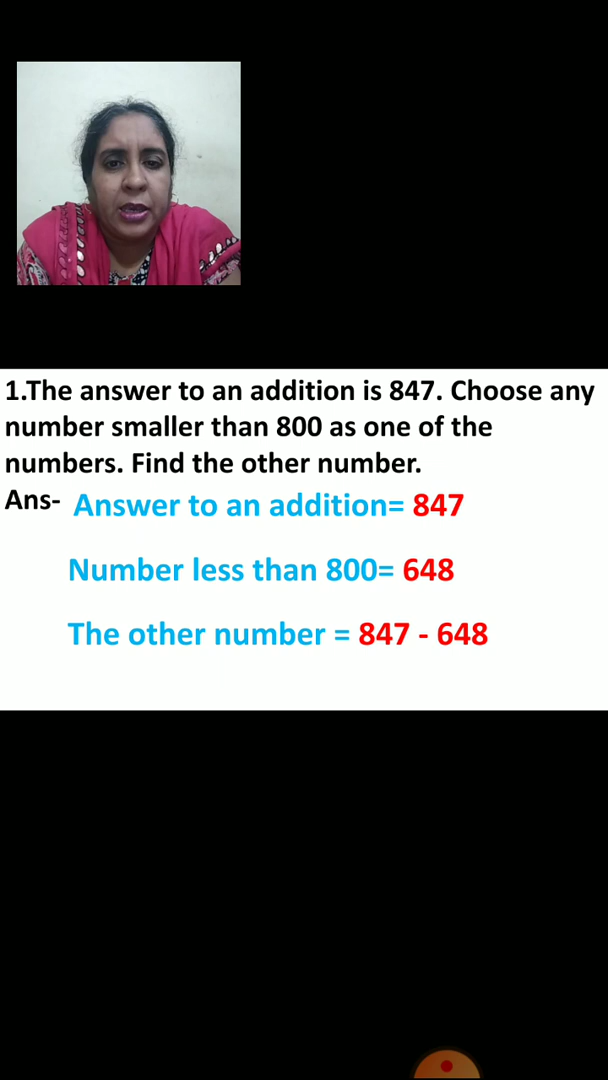 1.The answer to an addition is 847. Choose any
number smaller than 800 as one of the
numbers. Find the other number.
Ans- Answer to an addition= 847
Number less than 800= 648
The other number = 847 - 648